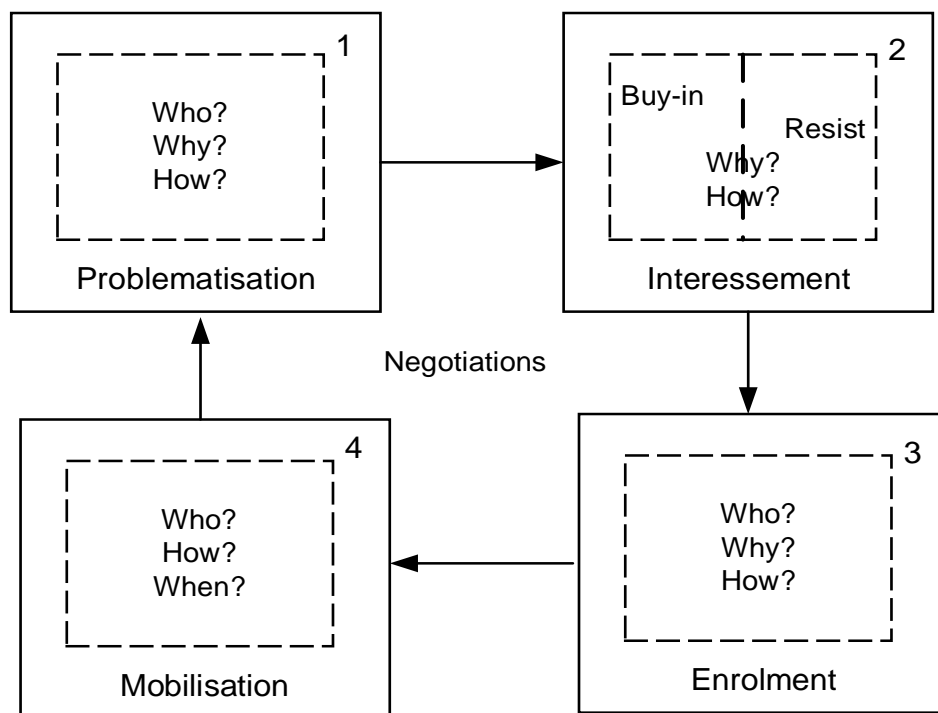 1
Who?
Why?
How?
Problematisation
2
Buy-in
Resist
Why?
How?
Interessement
Negotiations
3
Who?
Why?
How?
Enrolment
4
Who?
How?
When?
Mobilisation